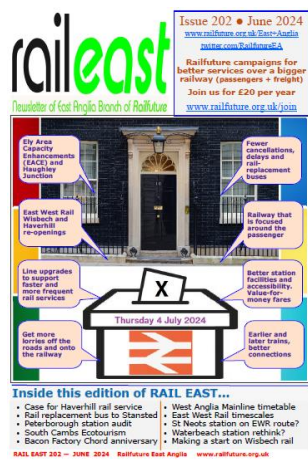 raileast
Newsletter of East Anglia Branch of Railfuture
Issue 202 ● June 2024
www.railfuture.org.uk/East+Anglia
twitter.com/RailfutureEA
Railfuture campaigns for
better services over a bigger
railway (passengers + freight)
Join us for £20 per year
www.railfuture.org.uk/join
Ely Area
Capacity
Enhancements
(EACE) and
Haughley
Junction
Fewer
cancellations,
delays and
rail-
replacement
buses
East West Rail
Wisbech and
Haverhill
re-openings
Railway that
is focused
around the
passenger
Line upgrades
to support
faster and
more frequent
rail services
Better station
facilities and
accessibility.
Value-for-
money fares
X
Thursday 4 July 2024
Get more
lorries off the
roads and onto
the railway
Earlier and
later trains,
better
connections
Inside this edition of RAIL EAST...
• Case for Haverhill rail service
• Rail replacement bus to Stansted
• Peterborough station audit
• South Cambs Ecotourism
• Bacon Factory Chord anniversary
• West Anglia Mainline timetable
• East West Rail timescales
• St Neots station on EWR route?
• Waterbeach station rethink?
• Making a start on Wisbech rail
RAIL EAST 202 — JUNE 2024 Railfuture East Anglia www.railfuture.org.uk